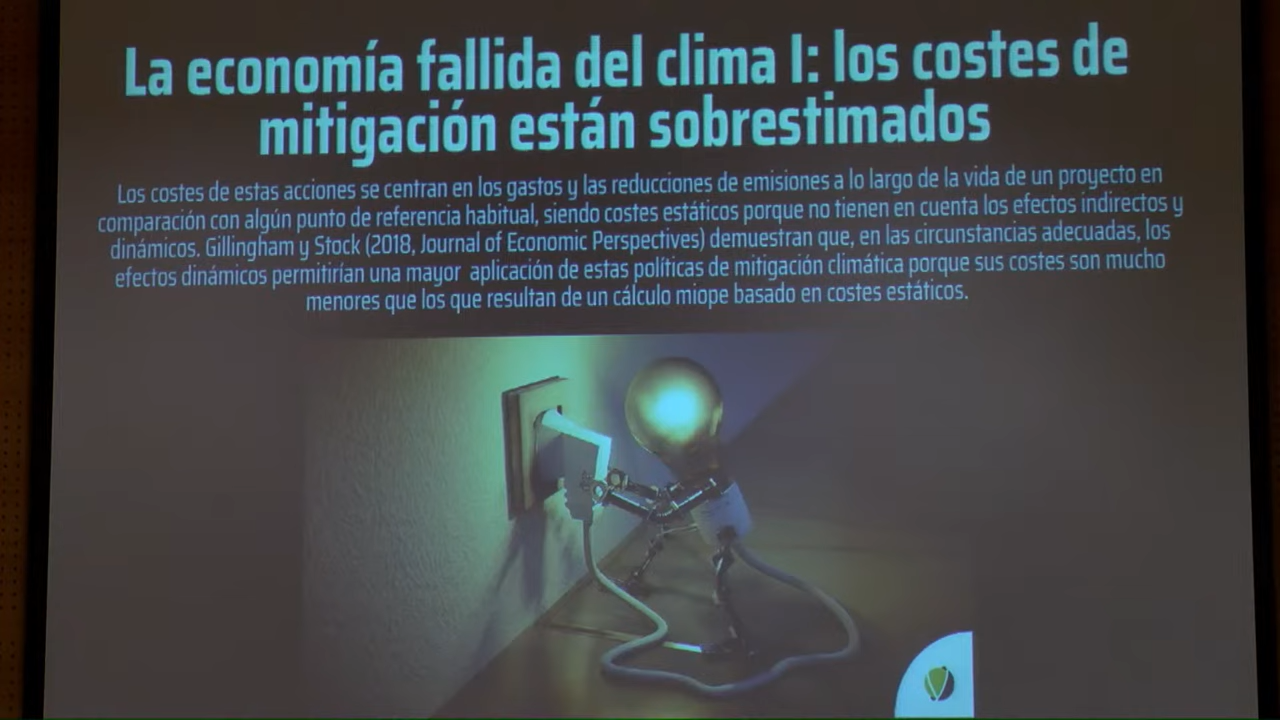 La economía fallida del clima I: los costes de
mitigación están sobrestimados
Los costes de estas acciones se centran en los gastos y las reducciones de emisiones a lo largo de la vida de un proyecto en
comparación con algún punto de referencia habitual, siendo costes estáticos porque no tienen en cuenta los efectos indirectos y
dinámicos. Gillingham y Stock (2018, Journal of Economic Perspectives) demuestran que, en las circunstancias adecuadas, los
efectos dinámicos permitirían una mayor aplicación de estas políticas de mitigación climática porque sus costes son mucho
menores que los que resultan de un cálculo miope basado en costes estáticos.